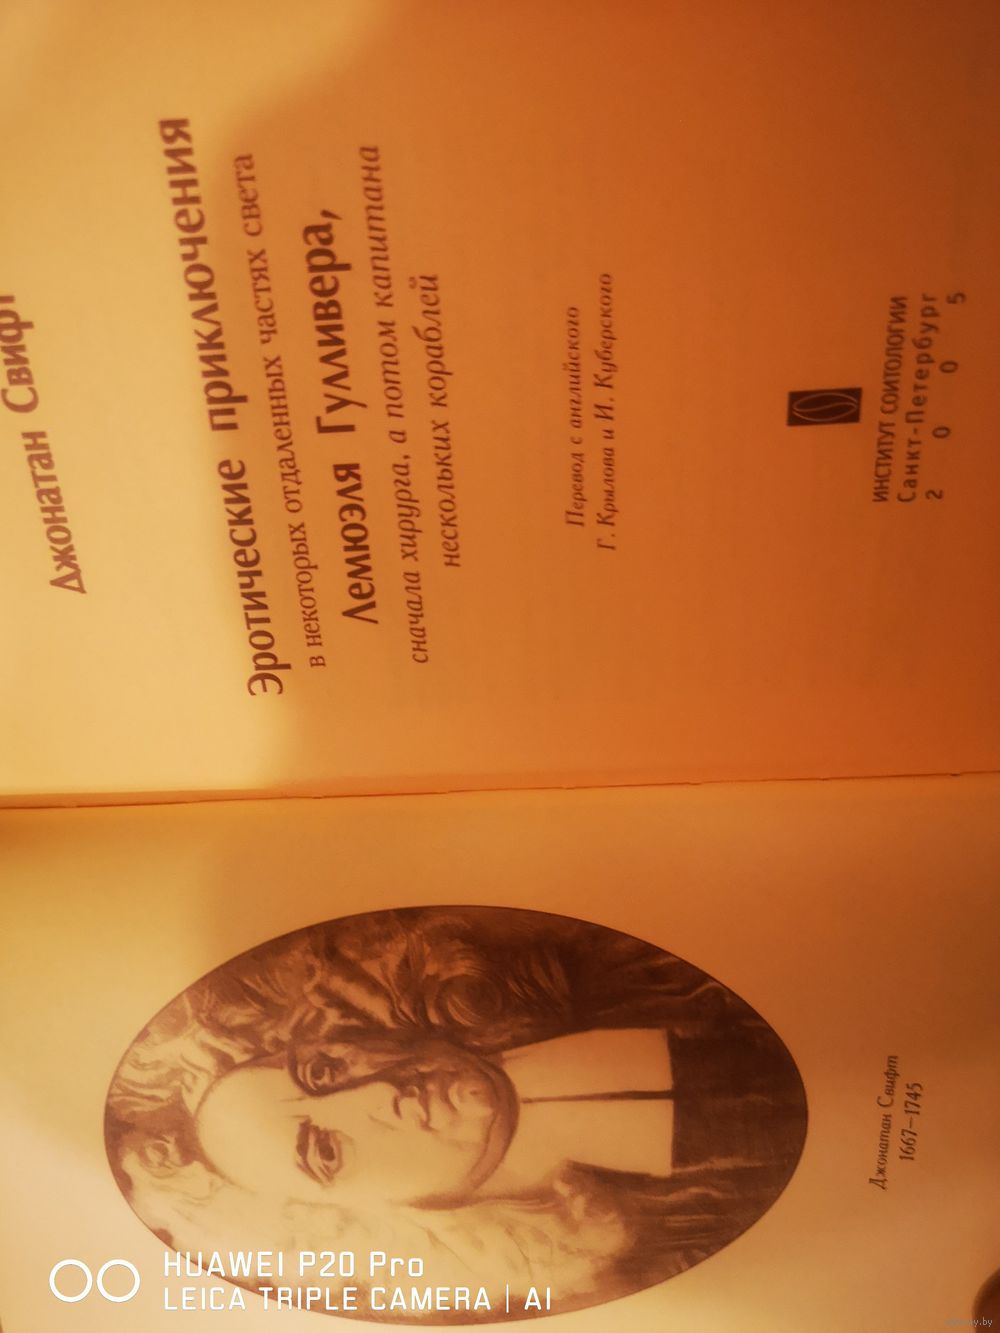 Джонатан Свифт
Эротические приключения
в некоторых отдаленных частях света
Лемюэля Гулливера,
сначала хирурга, а потом капитана
нескольких кораблей
Перевод с английского
Г. Крылова и И. Куберского
ИНСТИТУТ СОИТОЛОГИИ
Санкт-Петербург
2 0 0 5
Джонатан Свифт
1667—1745
HUAWEI P20 Pro
LEICA TRIPLE CAMERA | AI